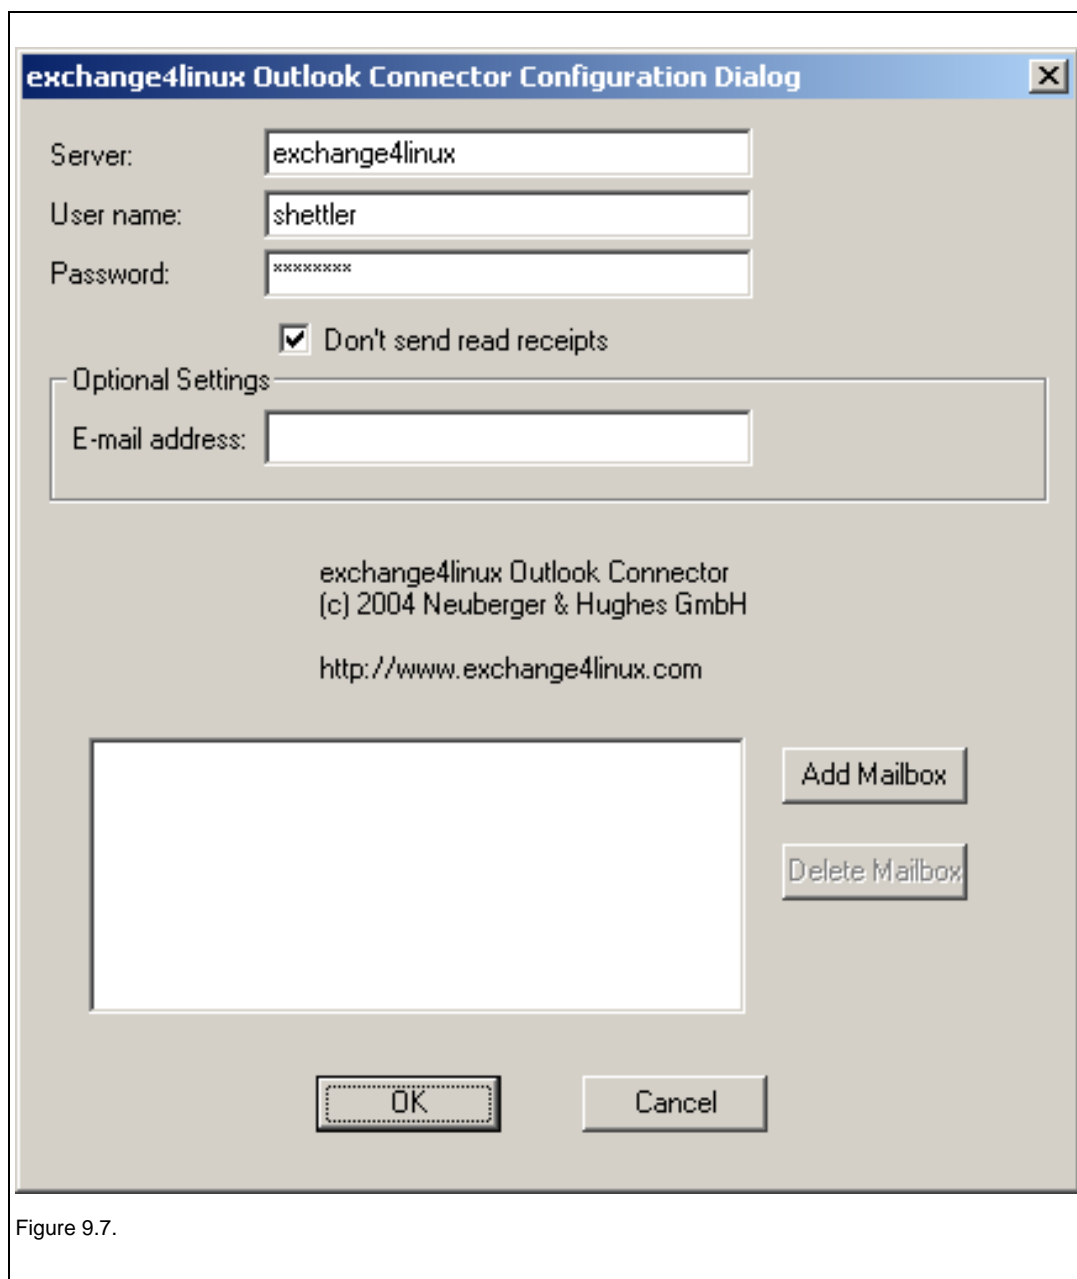 exchange4linux Outlook Connector Configuration Dialog
Server: exchange4linux
User name: shettler
Password: ********
Don't send read receipts
Optional Settings
E-mail address:
exchange4linux Outlook Connector
(c) 2004 Neuberger & Hughes GmbH
http://www.exchange4linux.com
Add Mailbox
Delete Mailbox
OK Cancel
Figure 9.7.